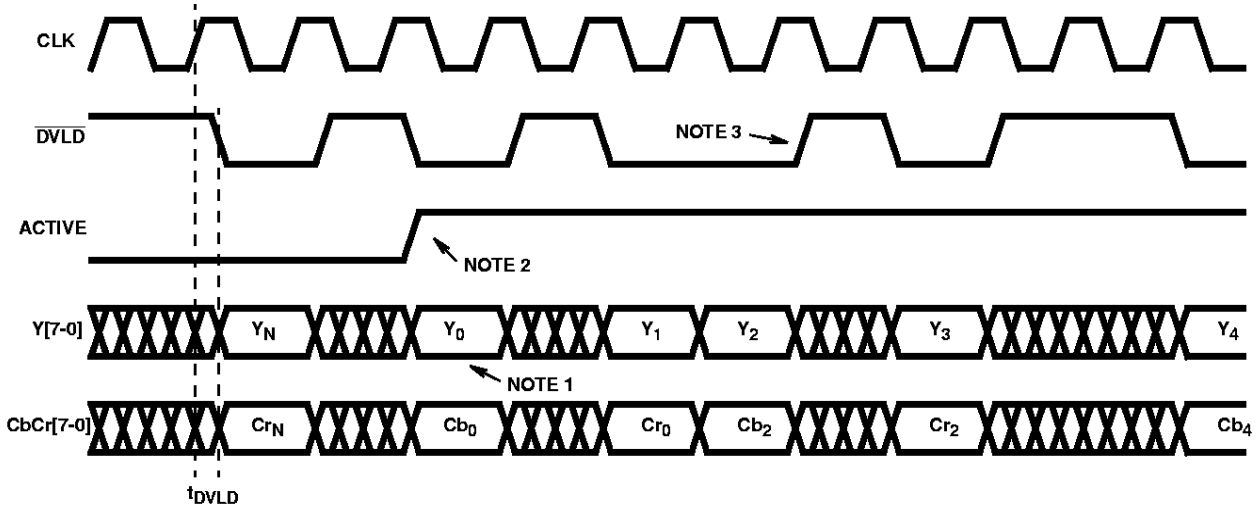 CLK
DVLD
NOTE 3
ACTIVE
NOTE 2
Y[7-0] YN Y0 Y1 Y2 Y3 Y4
NOTE 1
CbCr[7-0] CrN Cb0 Cr0 Cb2 Cr2 Cb4
tDVLD